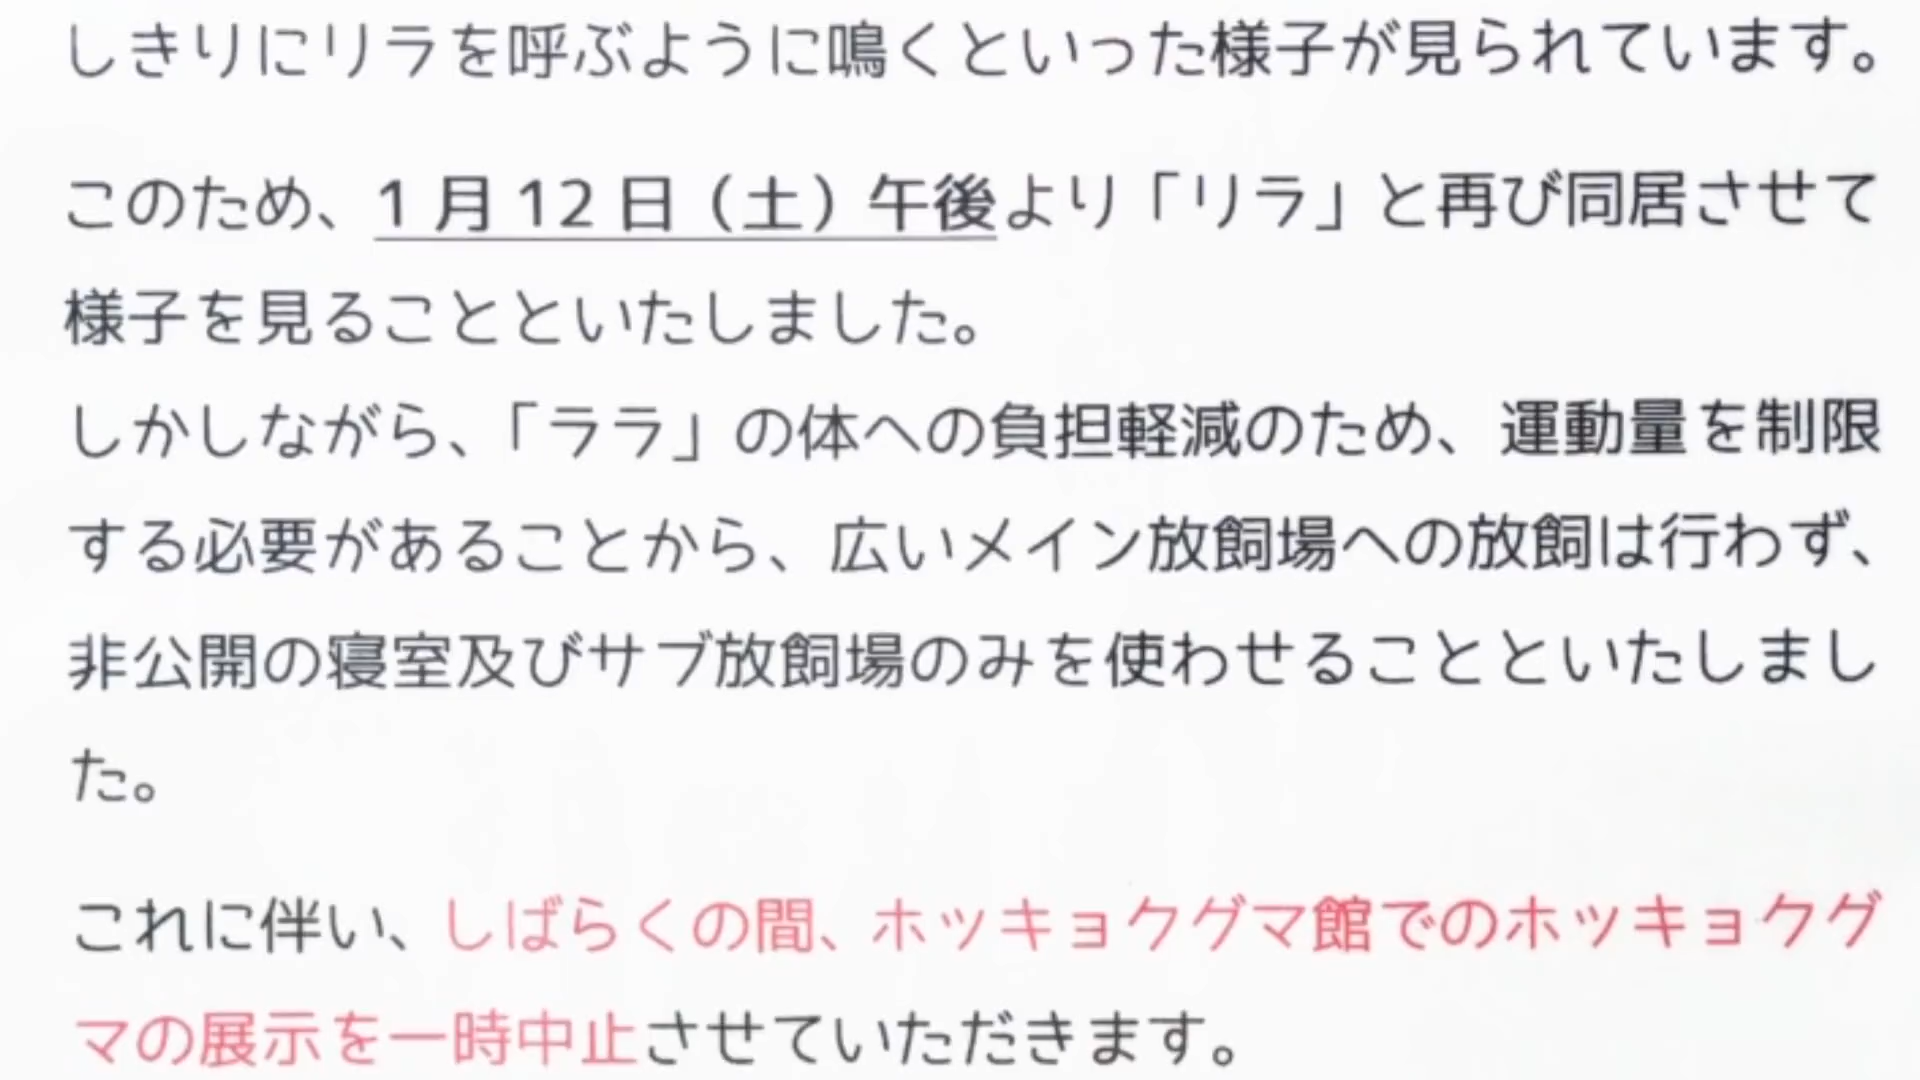 しきりにリラを呼ぶように鳴くといった様子が見られています。
このため、1月12日（土）午後より「リラ」と再び同居させて
様子を見ることといたしました。
しかしながら、「ララ」の体への負担軽減のため、運動量を制限
する必要があることから、広いメイン放飼場への放飼は行わず、
非公開の寝室及びサブ放飼場のみを使わせることといたしまし
た。
これに伴い、しばらくの間、ホッキョクグマ館でのホッキョクグ
マの展示を一時中止させていただきます。